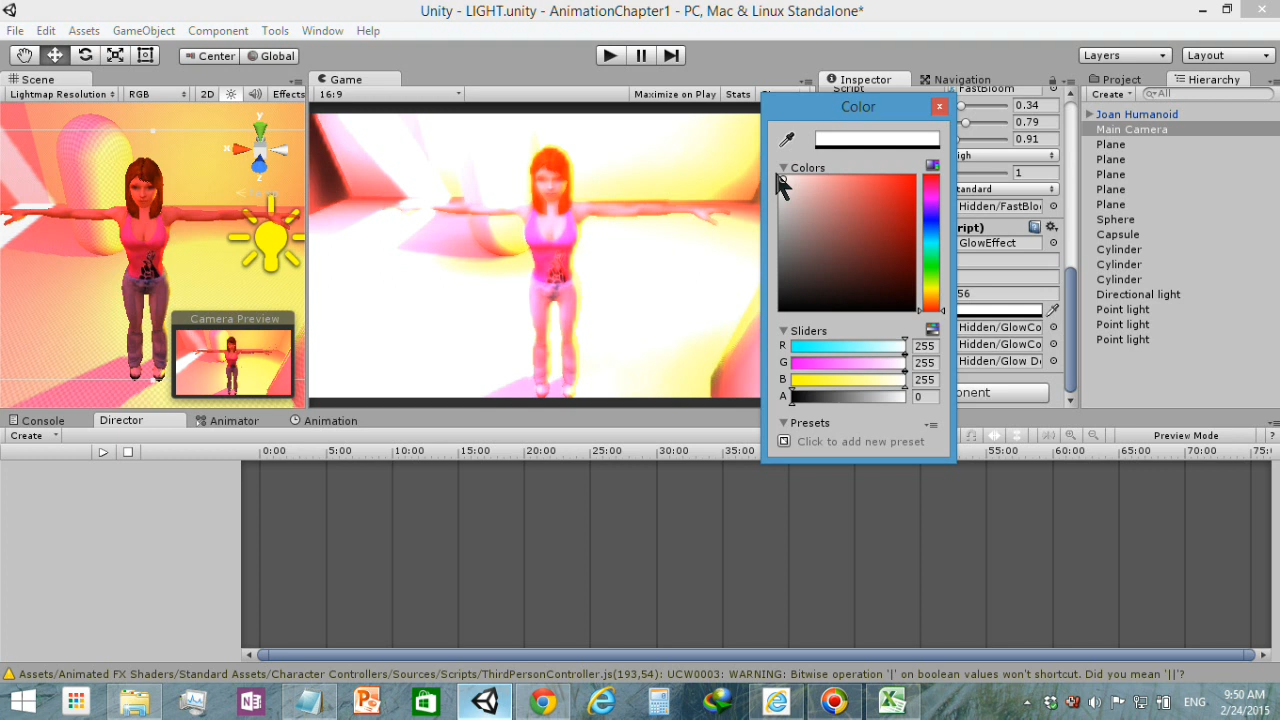 Unity - LIGHT.unity - AnimationChapter1 - PC, Mac & Linux Standalone*
File Edit Assets GameObject Component Tools Window Help
Center Global Layers Layout
Scene Game Inspector Navigation Project Hierarchy
Lightmap Resolution RGB 2D Effects 16:9 Maximize on Play Stats Create All
Color
FastBloom
0.34
0.79
0.91
1
Hidden/FastBlo
GlowEffect
56
Hidden/GlowCo
Hidden/GlowCo
Hidden/Glow D
Colors
Sliders
R 255
G 255
B 255
A 0
Presets
Click to add new preset
Joan Humanoid
Main Camera
Plane
Plane
Plane
Plane
Plane
Sphere
Capsule
Cylinder
Cylinder
Cylinder
Directional light
Point light
Point light
Point light
y
x
z
Camera Preview
Console Director Animator Animation
Create Preview Mode ?
0:00 5:00 10:00 15:00 20:00 25:00 30:00 35:00 55:00 60:00 65:00 70:00 75:0
Assets/Animated FX Shaders/Standard Assets/Character Controllers/Sources/Scripts/ThirdPersonController.js(193,54): UCW0003: WARNING: Bitwise operation '|' on boolean values won't shortcut. Did you mean '||'?
ENG
9:50 AM
2/24/2015